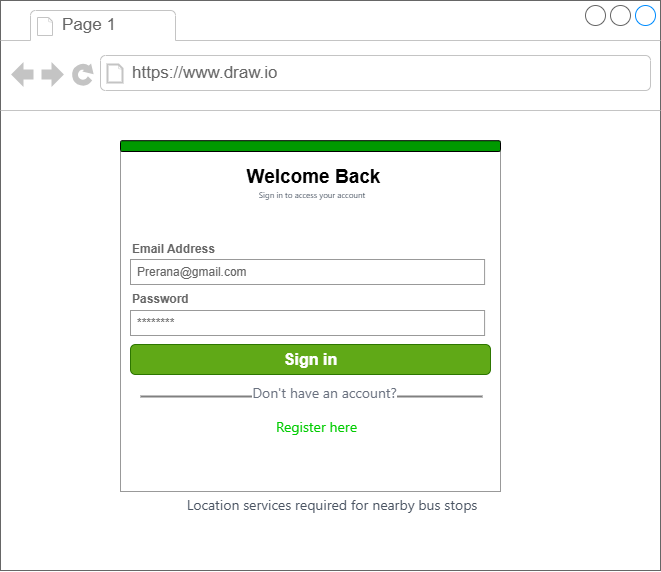 Page 1
https://www.draw.io
Welcome Back
Sign in to access your account
Email Address
Prerana@gmail.com
Password
********
Sign in
Don't have an account?
Register here
Location services required for nearby bus stops